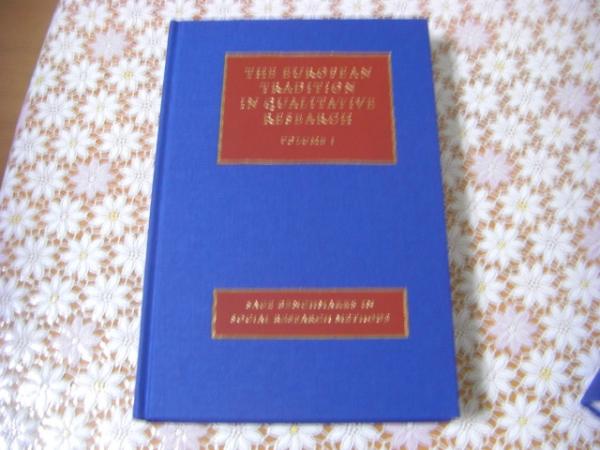 THE EUROPEAN
TRADITION
IN QUALITATIVE
RESEARCH
VOLUME I
SAGE BENCHMARKS IN
SOCIAL RESEARCH METHODS